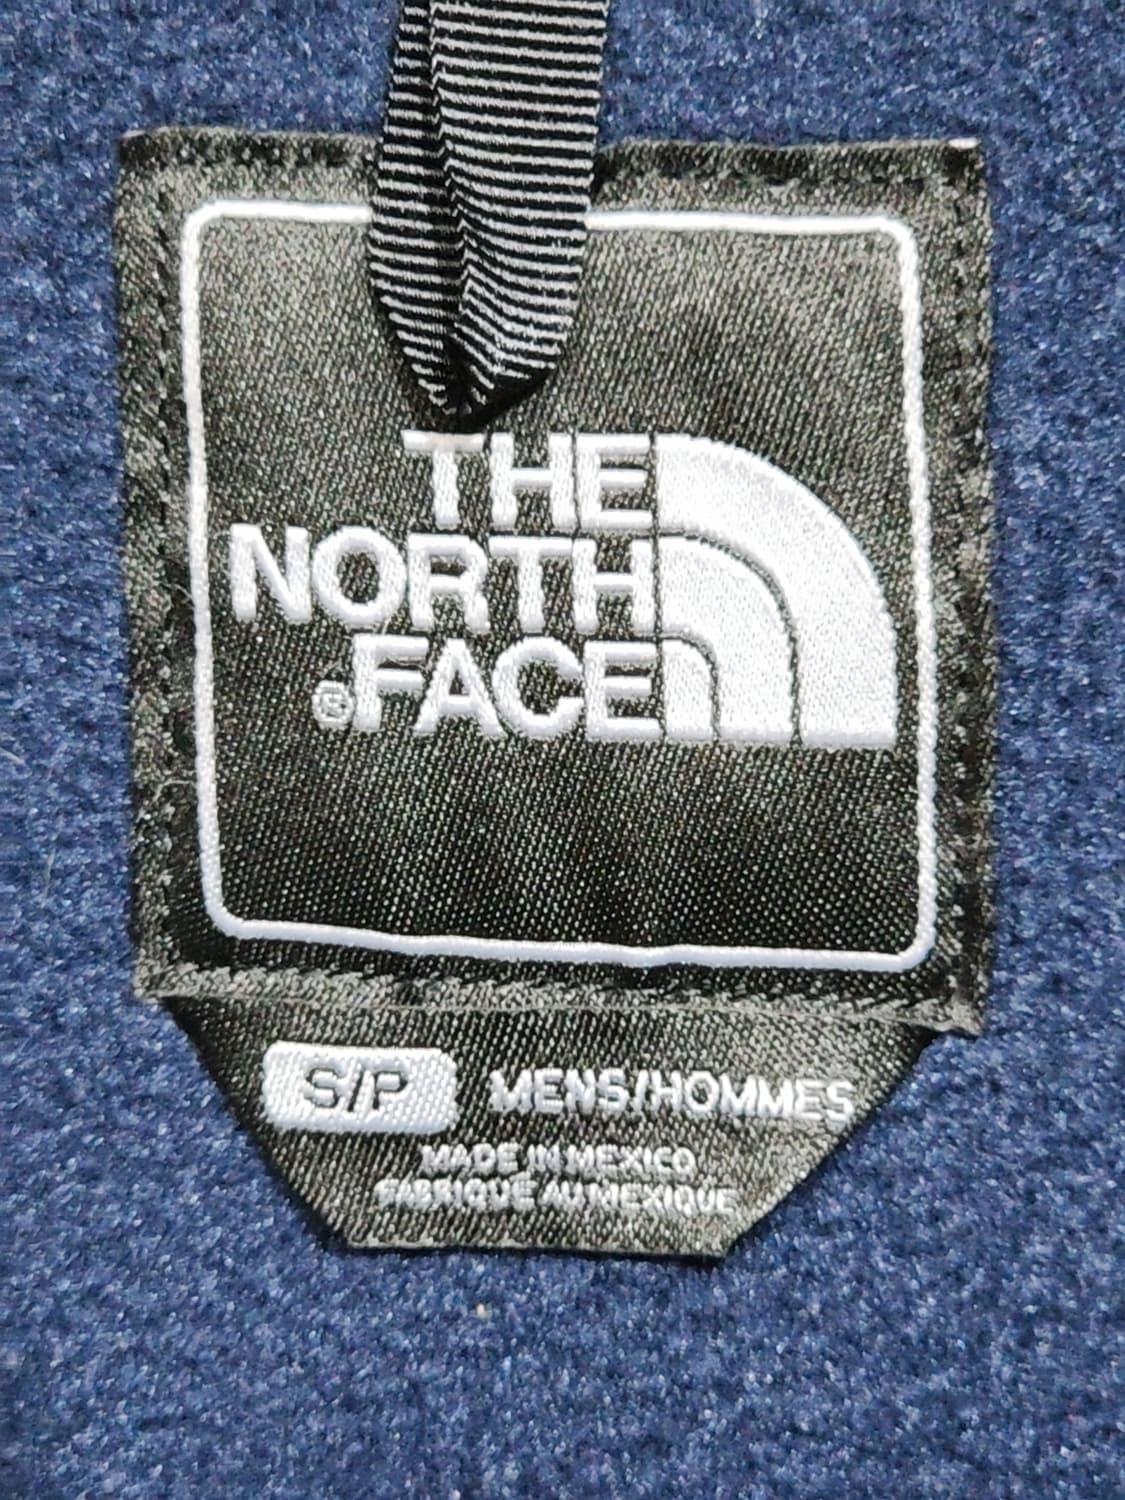 THE
NORTH
®FACE
S/P MENS/HOMMES
MADE IN MEXICO
FABRIQUÉ AU MEXIQUE